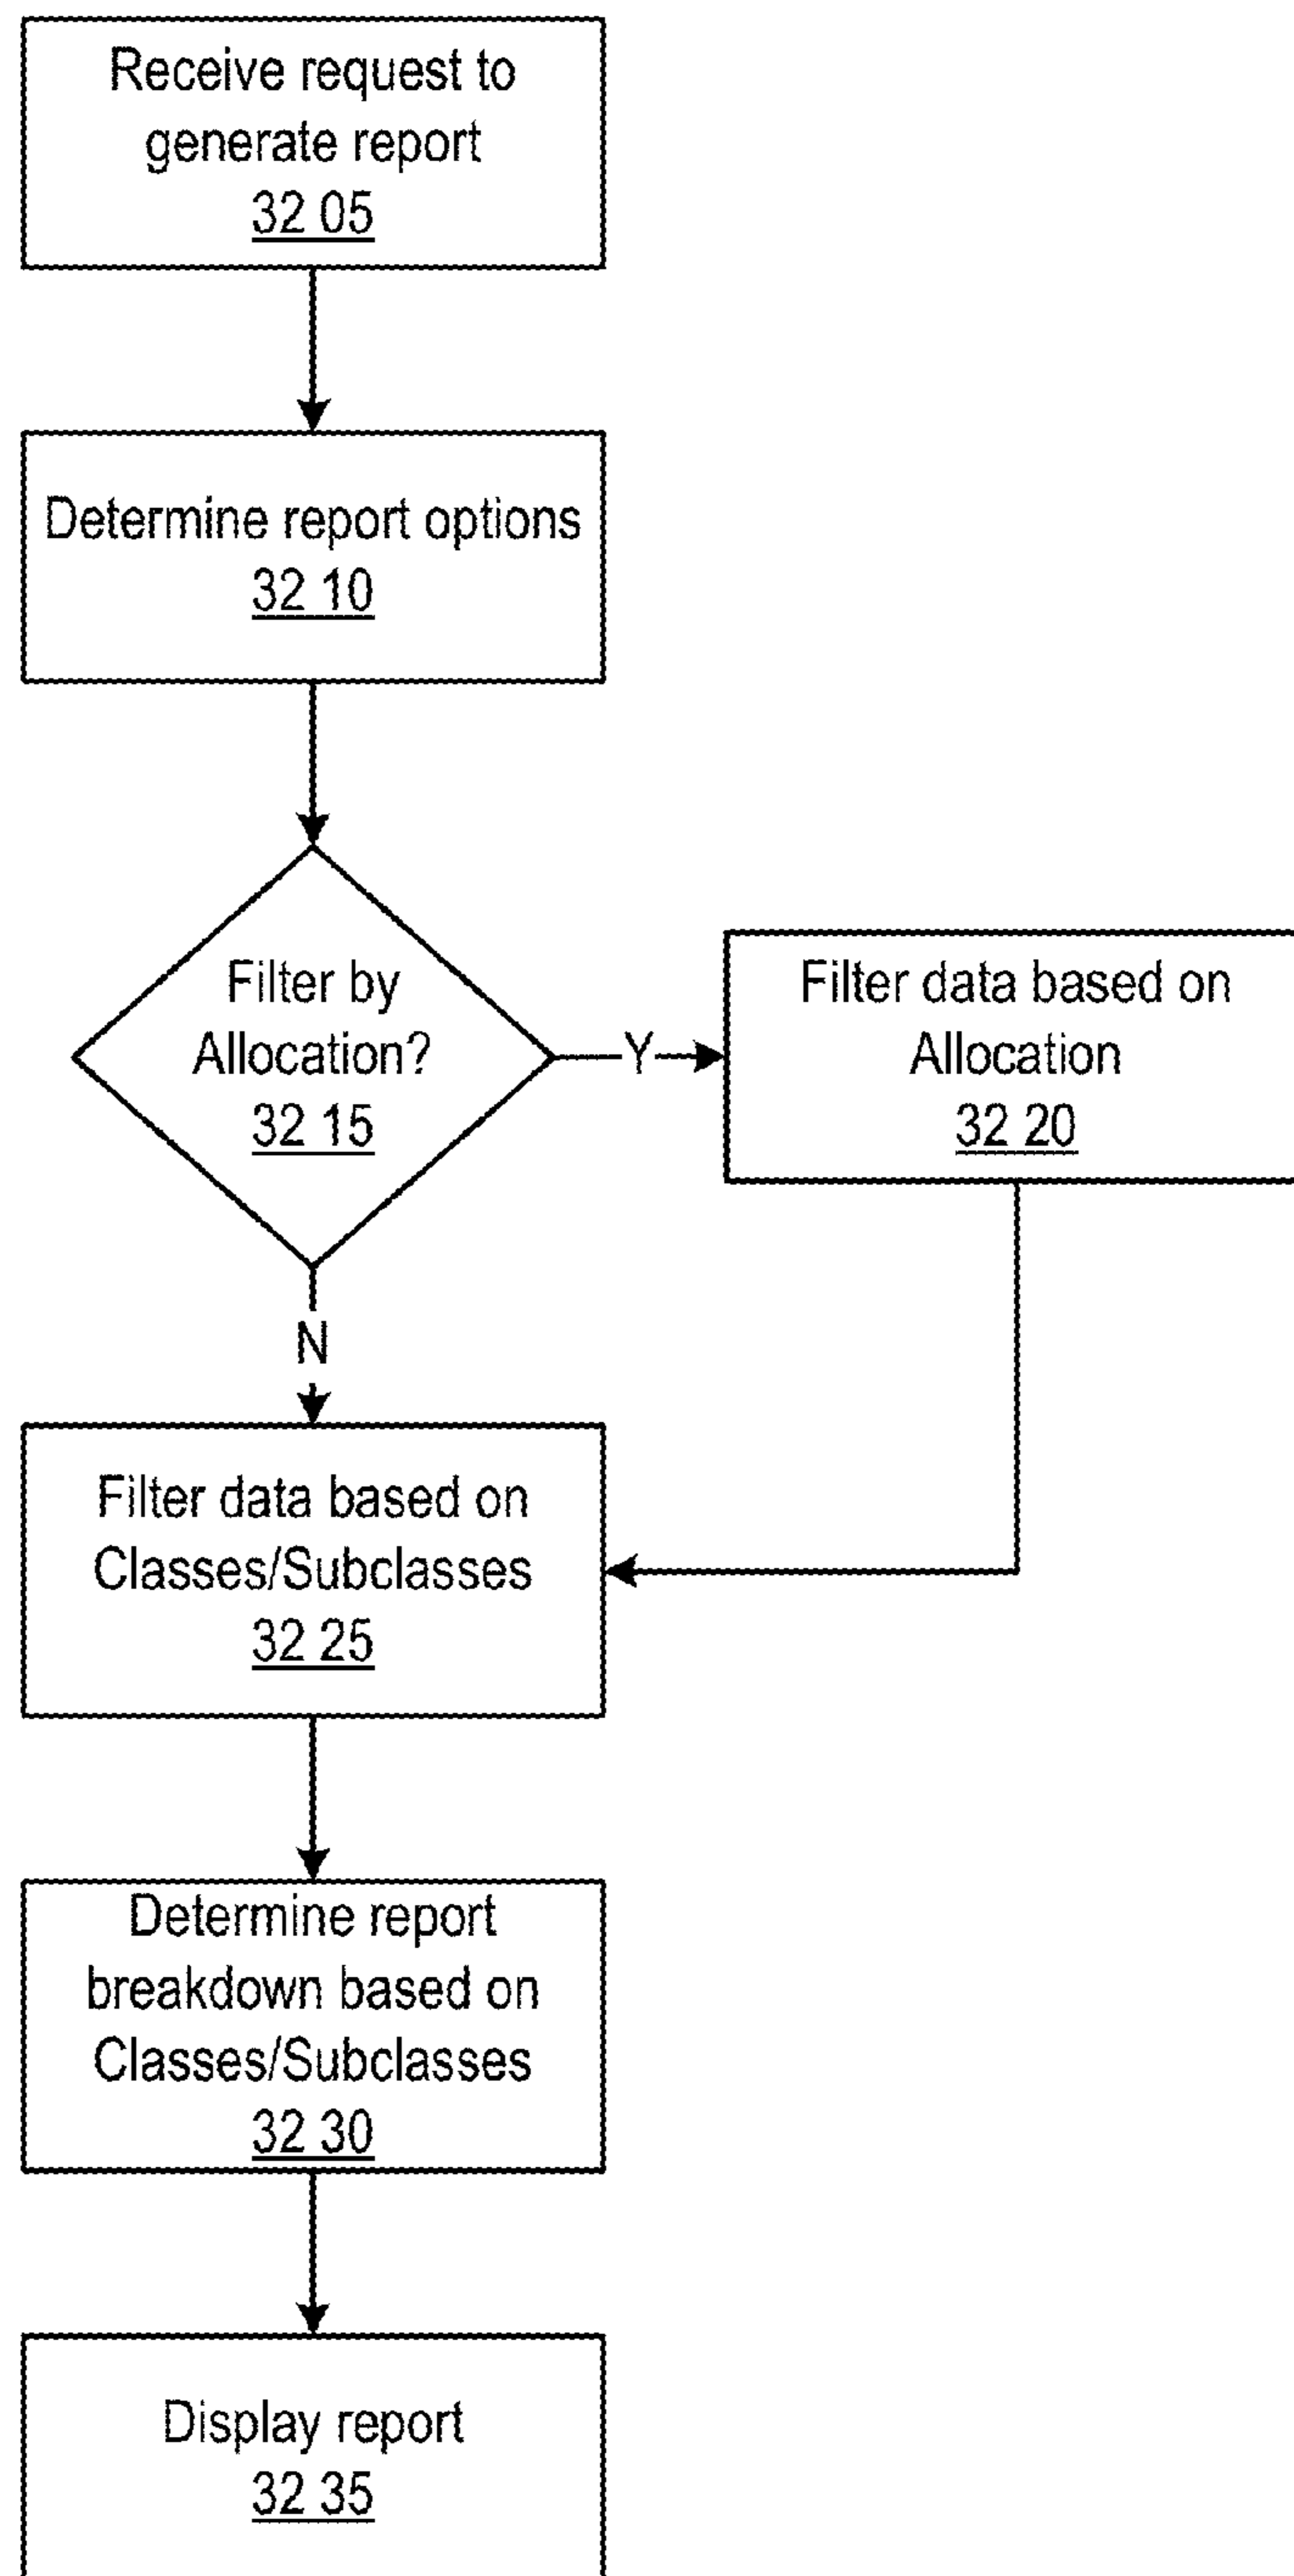 Receive request to
generate report
32 05
Determine report options
32 10
Filter by
Allocation?
32 15
Y
Filter data based on
Allocation
32 20
N
Filter data based on
Classes/Subclasses
32 25
Determine report
breakdown based on
Classes/Subclasses
32 30
Display report
32 35